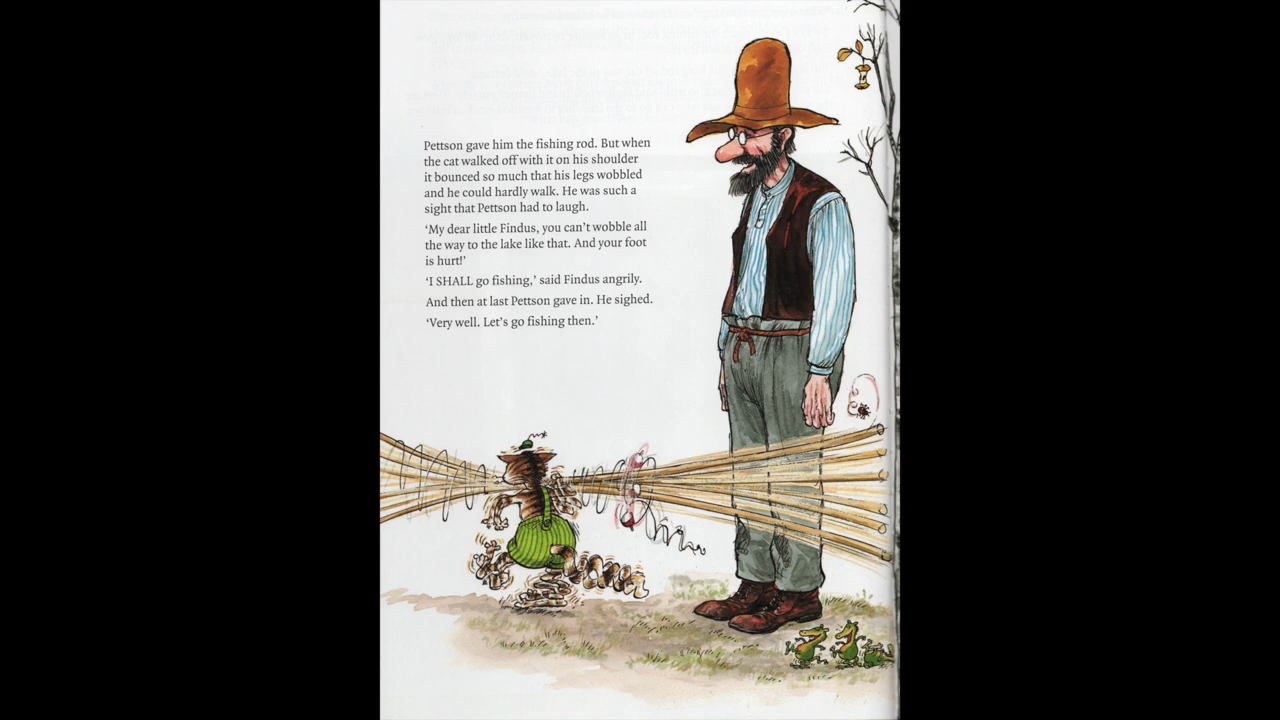 Pettson gave him the fishing rod. But when
the cat walked off with it on his shoulder
it bounced so much that his legs wobbled
and he could hardly walk. He was such a
sight that Pettson had to laugh.
‘My dear little Findus, you can’t wobble all
the way to the lake like that. And your foot
is hurt!’
‘I SHALL go fishing,’ said Findus angrily.
And then at last Pettson gave in. He sighed.
‘Very well. Let’s go fishing then.’